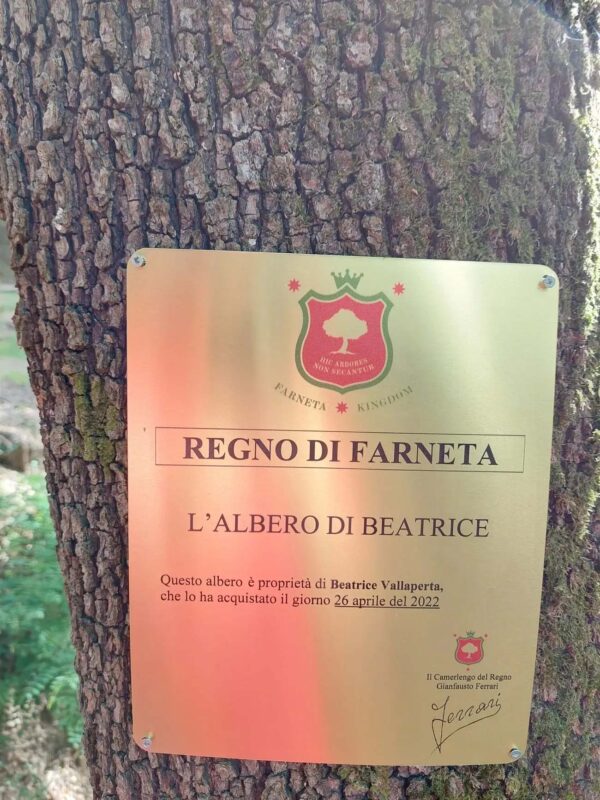 HIC ARBORES
NON SECANTUR
FARNETA KINGDOM
REGNO DI FARNETA
L'ALBERO DI BEATRICE
Questo albero è proprietà di Beatrice Vallaperta,
che lo ha acquistato il giorno 26 aprile del 2022
Il Camerlengo del Regno
Gianfausto Ferrari
Ferrari